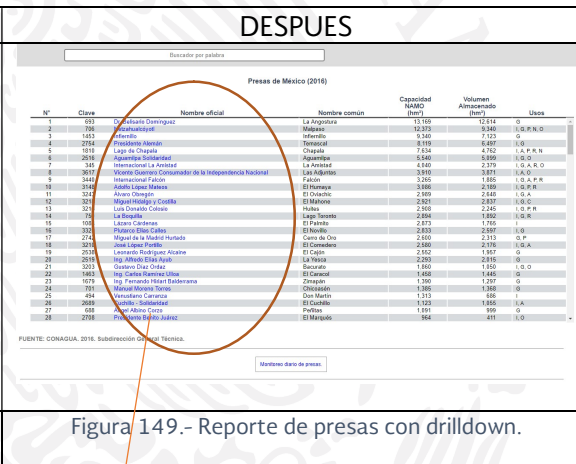 DESPUES
Buscador por palabra
Presas de México (2016)
N° Clave Nombre oficial Nombre común Capacidad NAMO (hm³) Volumen Almacenado (hm³) Usos
1 693 Dr. Belisario Domínguez La Angostura 13,169 12,614 G
2 706 Netzahualcóyotl Malpaso 12,373 9,340 I, G, P, N, O
3 1453 Infiernillo Infiernillo 9,340 7,123 G
4 2754 Presidente Alemán Temascal 8,119 6,497 I, G
5 1810 Lago de Chapala Chapala 7,634 4,762 I, A, P, R, N
6 2516 Aguamilpa Solidaridad Aguamilpa 5,540 5,099 I, G, O
7 345 Internacional La Amistad La Amistad 4,040 2,379 I, G, A, R, O
8 3617 Vicente Guerrero Consumador de la Independencia Nacional Las Adjuntas 3,910 3,871 I, A, O
9 3440 Internacional Falcón Falcón 3,265 1,885 I, G, A, P, R
10 3148 Adolfo López Mateos El Humaya 3,086 2,189 I, G, P, R
11 3243 Álvaro Obregón El Oviachic 2,989 2,648 I, G, A
12 Miguel Hidalgo y Costilla El Mahone 2,921 2,837 I, G, C
13 Luis Donaldo Colosio Huites 2,908 2,245 I, G, P, R
14 La Boquilla Lago Toronto 2,894 1,892 I, G, R
15 Lázaro Cárdenas El Palmito 2,873 1,765 I
16 Plutarco Elías Calles El Novillo 2,833 2,597 I, G
17 Miguel de la Madrid Hurtado Cerro de Oro 2,600 2,313 G, P
18 3210 José López Portillo El Comedero 2,580 2,176 I, G, A
19 2538 Leonardo Rodríguez Alcaine El Cajón 2,552 1,957 G
20 2519 Ing. Alfredo Elías Ayub La Yesca 2,293 2,015 G
21 3203 Gustavo Díaz Ordaz Bacurato 1,860 1,050 I, G, O
22 1463 Ing. Carlos Ramírez Ulloa El Caracol 1,458 1,445 G
23 1679 Ing. Fernando Hiriart Balderrama Zimapán 1,390 1,297 G
24 701 Manuel Moreno Torres Chicoasén 1,385 1,368 G
25 494 Venustiano Carranza Don Martín 1,313 686 I
26 2689 Cuchillo - Solidaridad El Cuchillo 1,123 1,055 I, A
27 688 Ángel Albino Corzo Peñitas 1,091 999 G
28 2708 Presidente Benito Juárez El Marqués 964 411 I, O
FUENTE: CONAGUA. 2016. Subdirección General Técnica.
Monitoreo diario de presas
Figura 149.- Reporte de presas con drilldown.